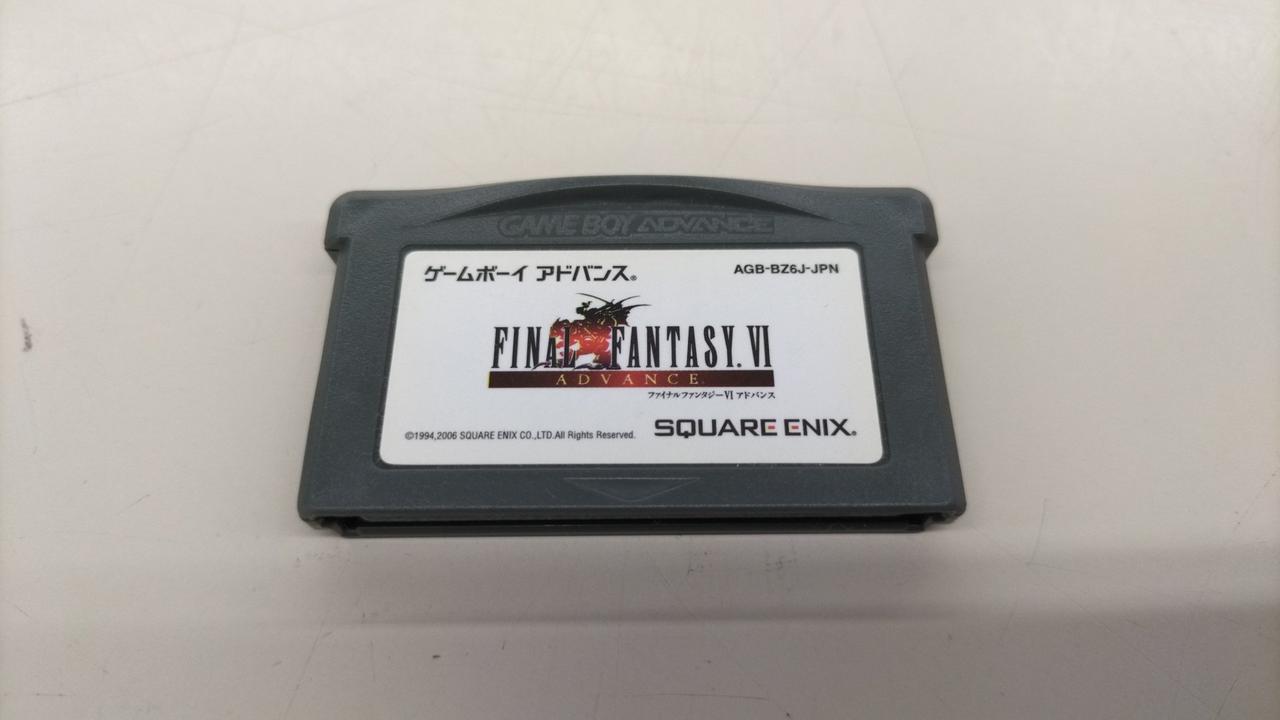 GAME BOY ADVANCE
ゲームボーイ アドバンス®
AGB-BZ6J-JPN
FINAL FANTASY. VI
ADVANCE
ファイナルファンタジーVI アドバンス
©1994,2006 SQUARE ENIX CO.,LTD.All Rights Reserved.
SQUARE ENIX®